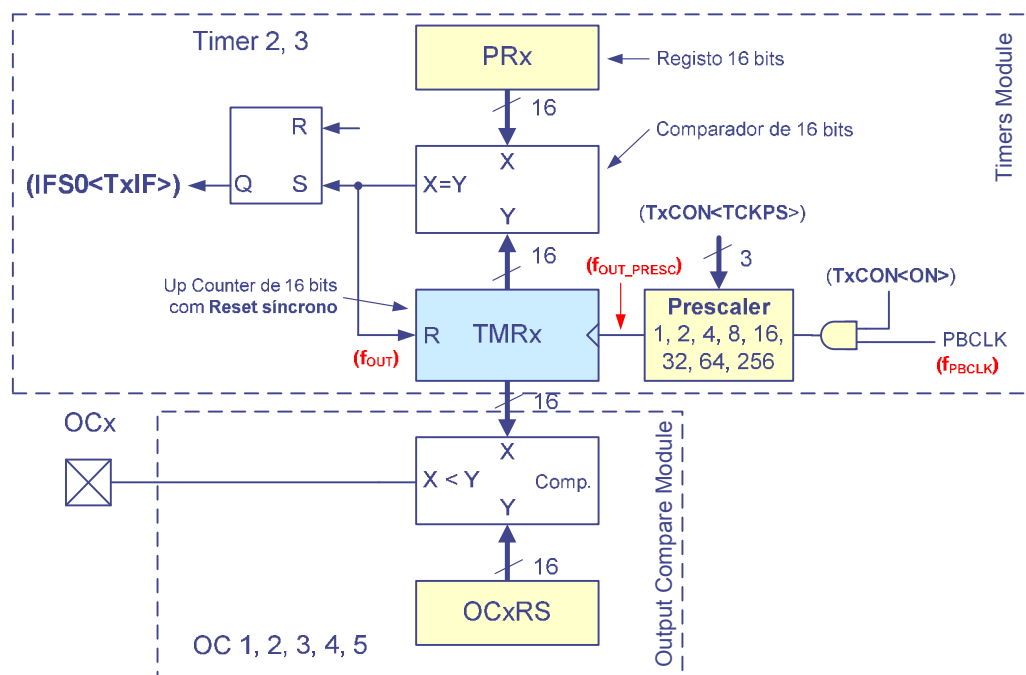 Timer 2, 3
PRx
Registo 16 bits
Timers Module
16
Comparador de 16 bits
R
X
(IFS0<TxIF>)
Q
S
X=Y
Y
(TxCON<TCKPS>)
16
3
(fOUT_PRESC)
(TxCON<ON>)
Up Counter de 16 bits
com Reset síncrono
Prescaler
1, 2, 4, 8, 16,
32, 64, 256
R
TMRx
PBCLK
(fOUT)
(fPBCLK)
16
OCx
X
X < Y
Comp.
Y
Output Compare Module
16
OCxRS
OC 1, 2, 3, 4, 5